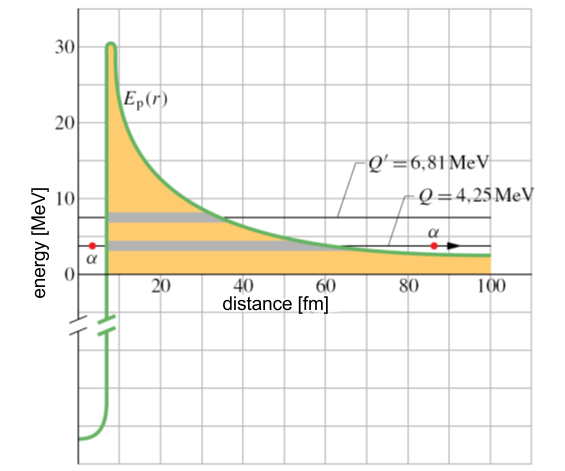 30
E_p(r)
20
Q′ = 6,81 MeV
10
Q = 4,25 MeV
α
α
0
20
40
60
80
100
distance [fm]
energy [MeV]